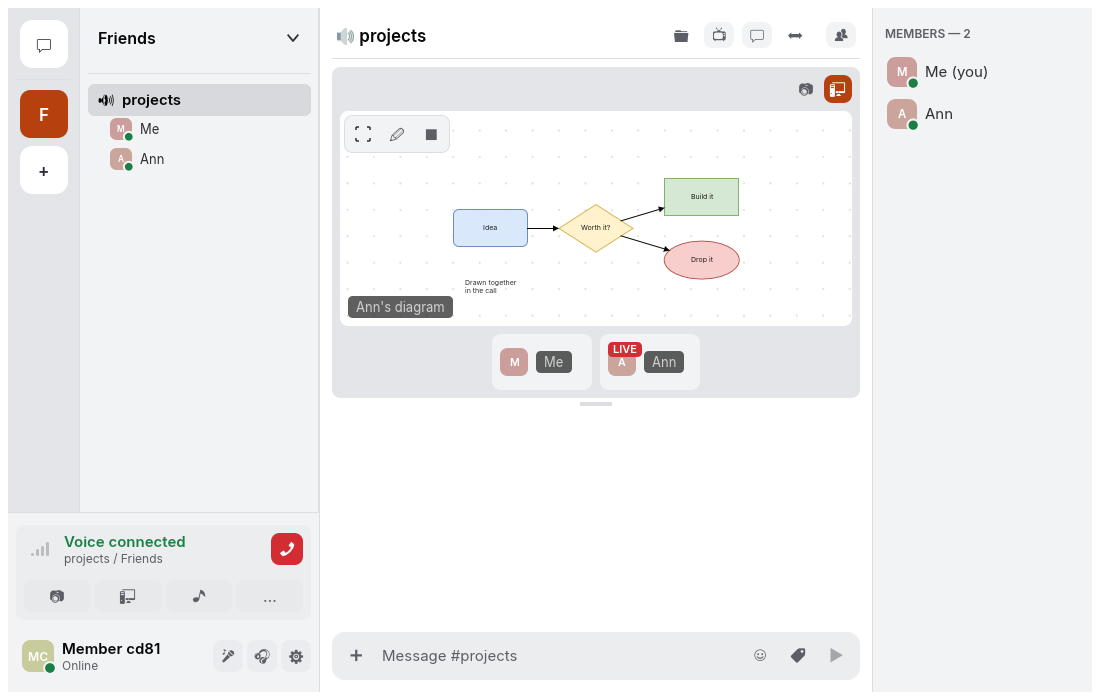 F
+
Friends
projects
M Me
A Ann
Voice connected
projects / Friends
...
MC
Member cd81
Online
projects
Idea
Worth it?
Build it
Drop it
Drawn together
in the call
Ann's diagram
M Me
LIVE
A Ann
+ Message #projects
MEMBERS — 2
M Me (you)
A Ann